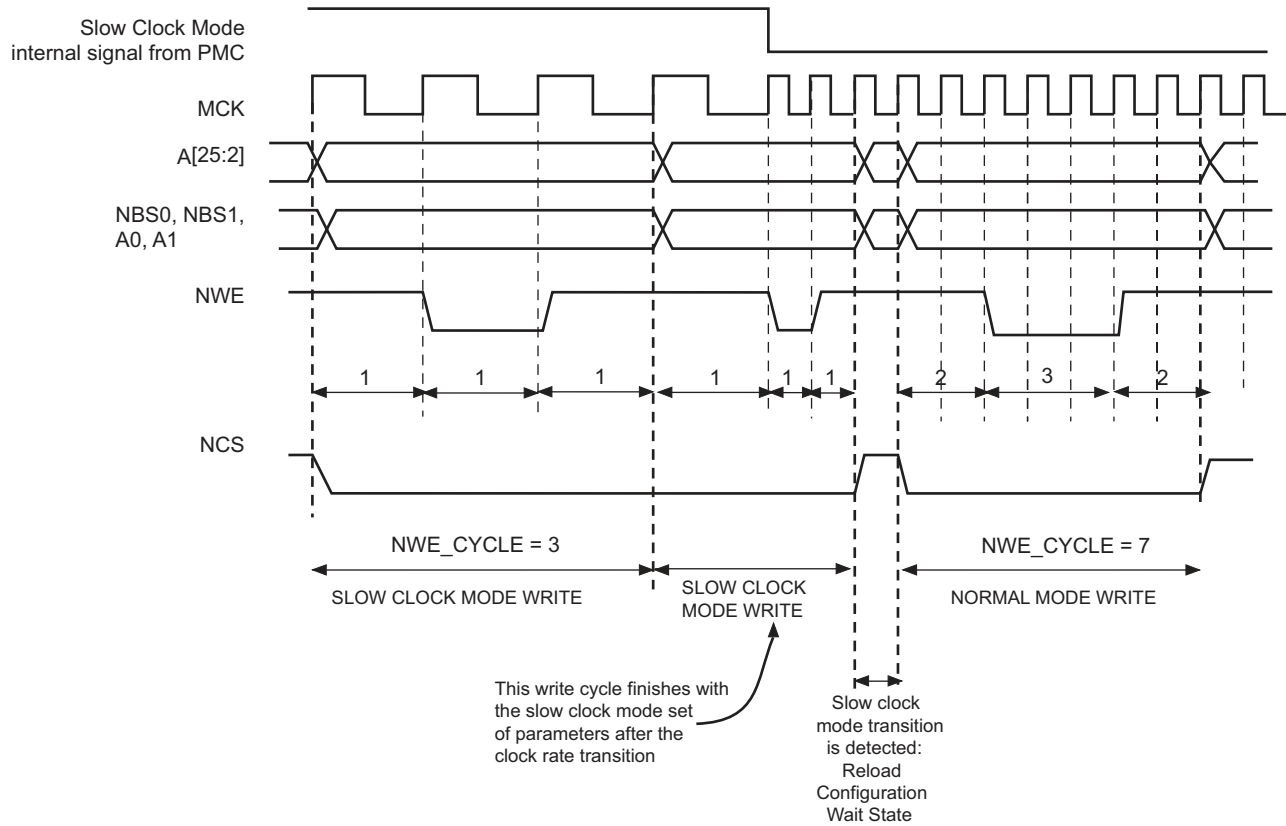 Slow Clock Mode
internal signal from PMC
MCK
A[25:2]
NBS0, NBS1,
A0, A1
NWE
1 1 1 1 1 1 2 3 2
NCS
NWE_CYCLE = 3 NWE_CYCLE = 7
SLOW CLOCK MODE WRITE
SLOW CLOCK
MODE WRITE
NORMAL MODE WRITE
This write cycle finishes with
the slow clock mode set
of parameters after the
clock rate transition
Slow clock
mode transition
is detected:
Reload
Configuration
Wait State